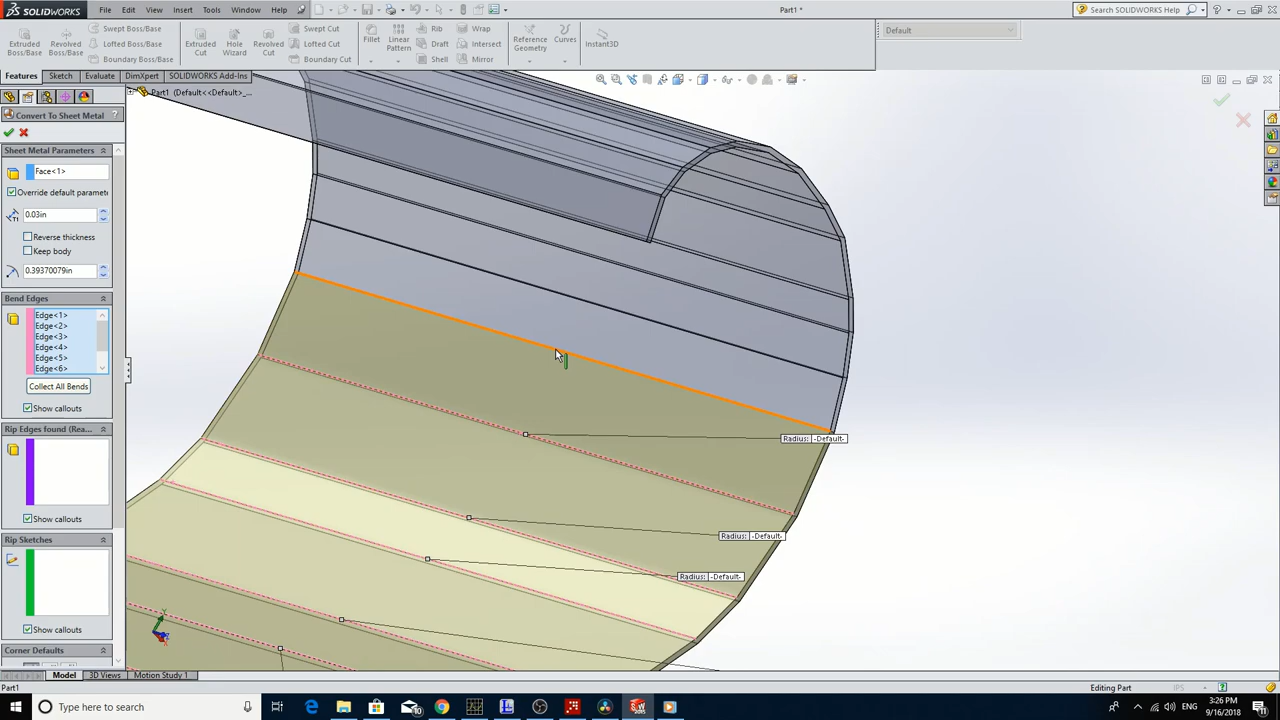 SOLIDWORKS
File
Edit
View
Insert
Tools
Window
Help
Part1 *
Search SOLIDWORKS Help
Extruded Boss/Base
Revolved Boss/Base
Swept Boss/Base
Lofted Boss/Base
Boundary Boss/Base
Extruded Cut
Hole Wizard
Revolved Cut
Swept Cut
Lofted Cut
Boundary Cut
Fillet
Linear Pattern
Rib
Draft
Shell
Wrap
Intersect
Mirror
Reference Geometry
Curves
Instant3D
Default
Features
Sketch
Evaluate
DimXpert
SOLIDWORKS Add-Ins
Part1 (Default<<Default>_...
Convert To Sheet Metal
?
Sheet Metal Parameters
Face<1>
Override default paramete
0.03in
Reverse thickness
Keep body
0.39370079in
Bend Edges
Edge<1>
Edge<2>
Edge<3>
Edge<4>
Edge<5>
Edge<6>
Collect All Bends
Show callouts
Rip Edges found (Rea...
Show callouts
Rip Sketches
Show callouts
Corner Defaults
Radius: -Default-
Radius: -Default-
Radius: -Default-
Y
Model
3D Views
Motion Study 1
Part1
Editing Part
IPS
Type here to search
ENG
3:26 PM
9/16/2018